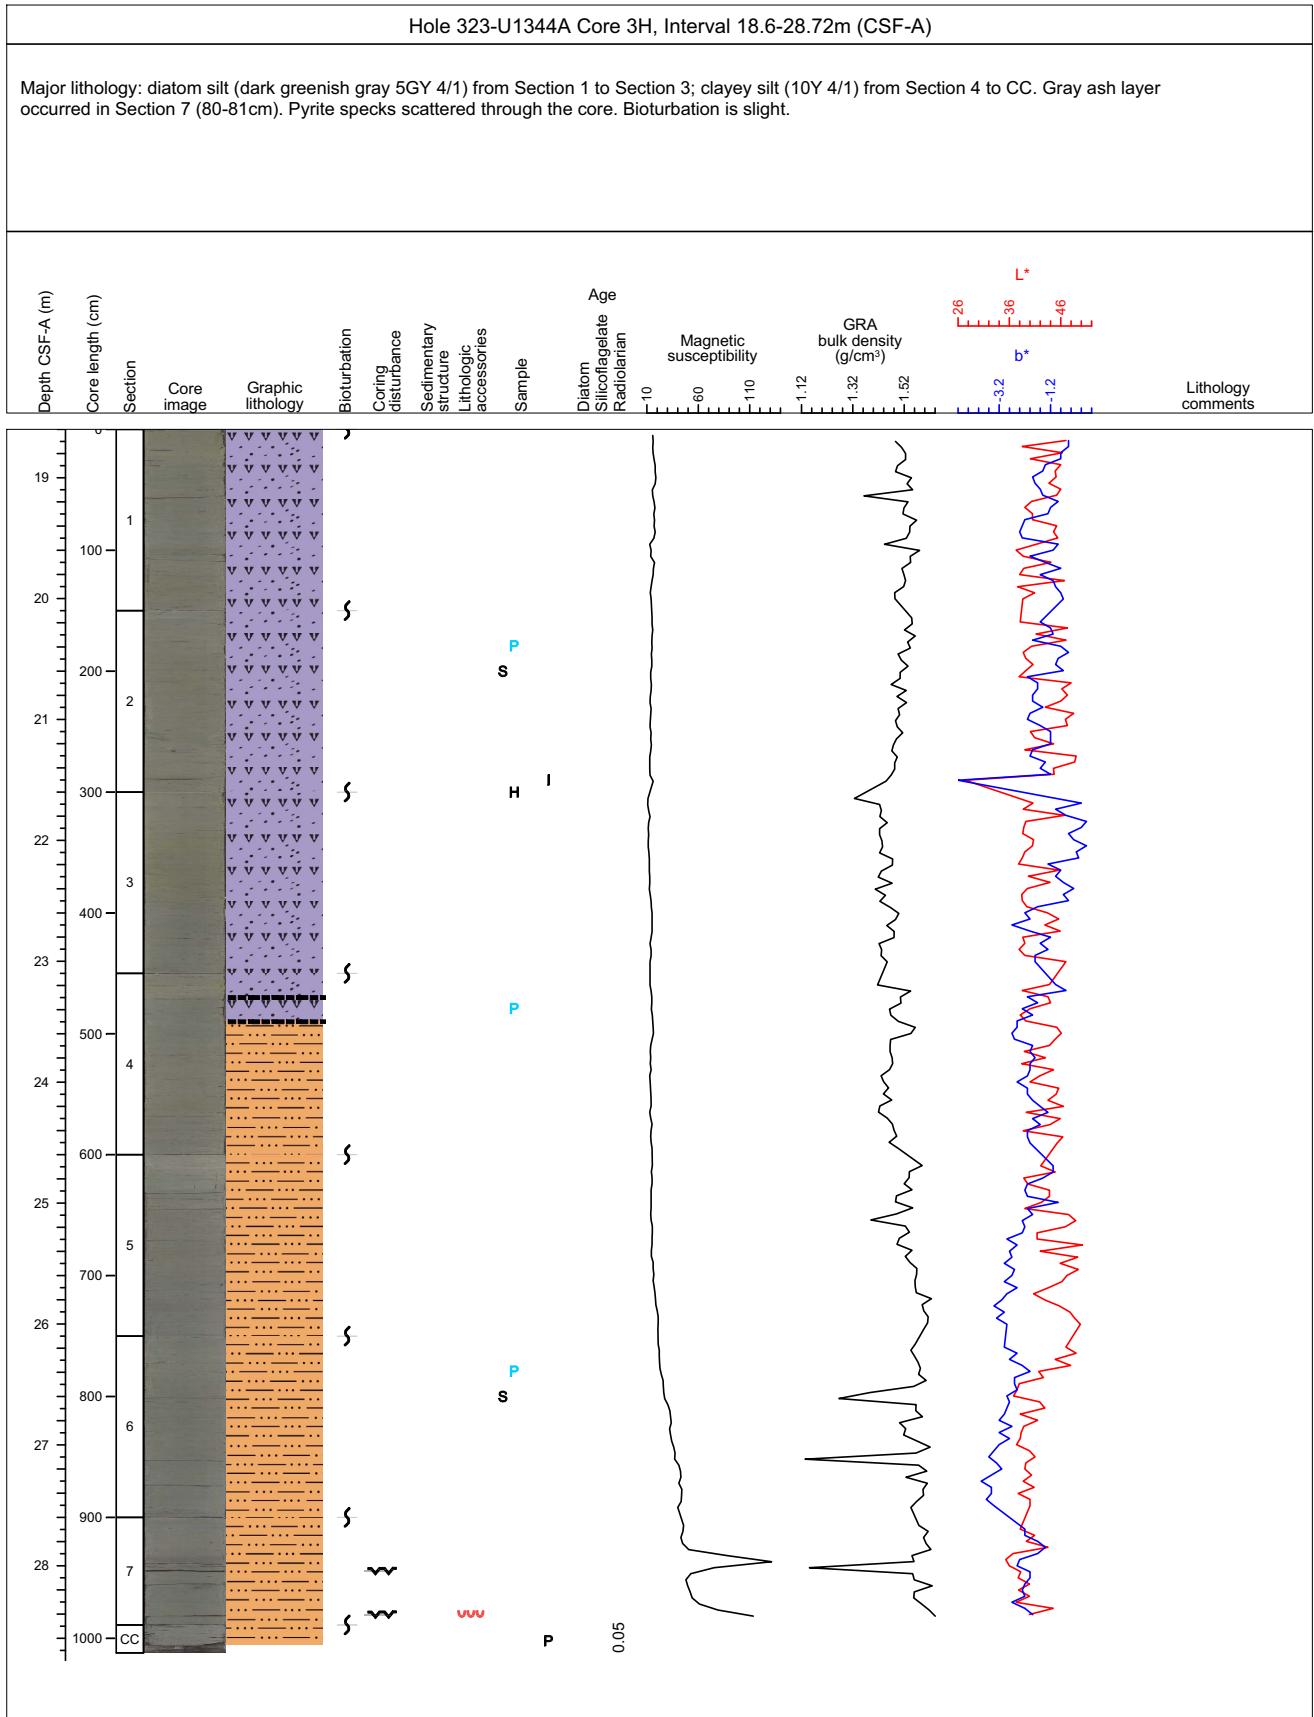 Hole 323-U1344A Core 3H, Interval 18.6-28.72m (CSF-A)
Major lithology: diatom silt (dark greenish gray 5GY 4/1) from Section 1 to Section 3; clayey silt (10Y 4/1) from Section 4 to CC. Gray ash layer
occurred in Section 7 (80-81cm). Pyrite specks scattered through the core. Bioturbation is slight.
Depth CSF-A (m)
Core length (cm)
Section
Core
image
Graphic
lithology
Bioturbation
Coring
disturbance
Sedimentary
structure
Lithologic
accessories
Sample
Age
Diatom
Silicoflagelate
Radiolarian
Magnetic
susceptibility
10 60 110
GRA
bulk density
(g/cm³)
1.12 1.32 1.52
L*
26 36 46
b*
-3.2 -1.2
Lithology
comments
0
19
1
100
20
P
200 S
21 2
I
300 H
22
3
400
23
P
500
24 4
600
25
5
700
26
P
800 S
6
27
900
28 7
1000 CC P 0.05